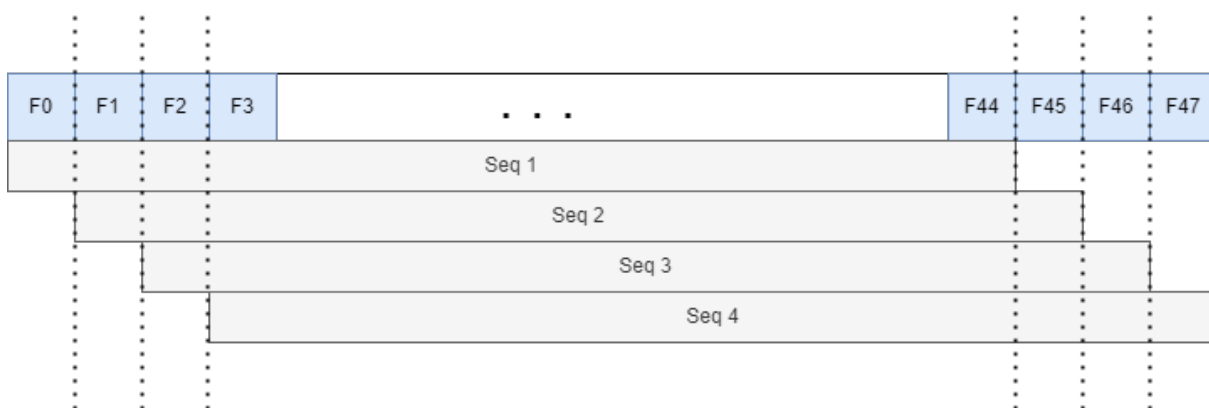 F0 F1 F2 F3 . . . F44 F45 F46 F47
Seq 1
Seq 2
Seq 3
Seq 4